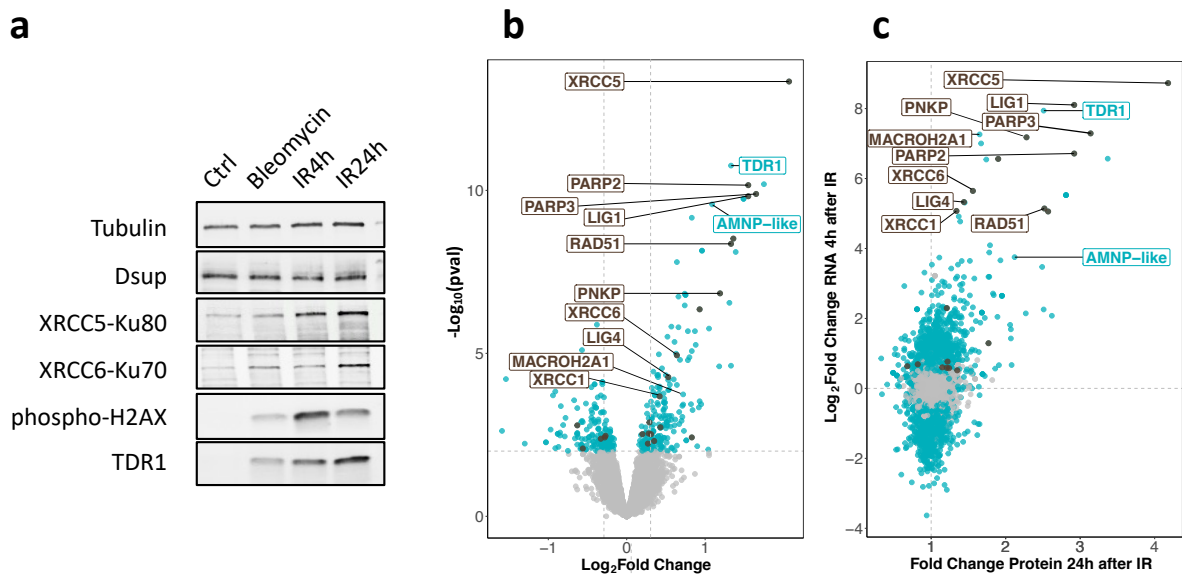 a
Ctrl
Bleomycin
IR4h
IR24h
Tubulin
Dsup
XRCC5-Ku80
XRCC6-Ku70
phospho-H2AX
TDR1
b
XRCC5
TDR1
PARP2
PARP3
LIG1
AMNP-like
RAD51
PNKP
XRCC6
LIG4
MACROH2A1
XRCC1
-Log10(pval)
10
5
0
−1
0
1
Log2Fold Change
c
XRCC5
LIG1
PNKP
TDR1
PARP3
MACROH2A1
PARP2
XRCC6
LIG4
XRCC1
RAD51
AMNP−like
Log2Fold Change RNA 4h after IR
8
6
4
2
0
−2
−4
1
2
3
4
Fold Change Protein 24h after IR